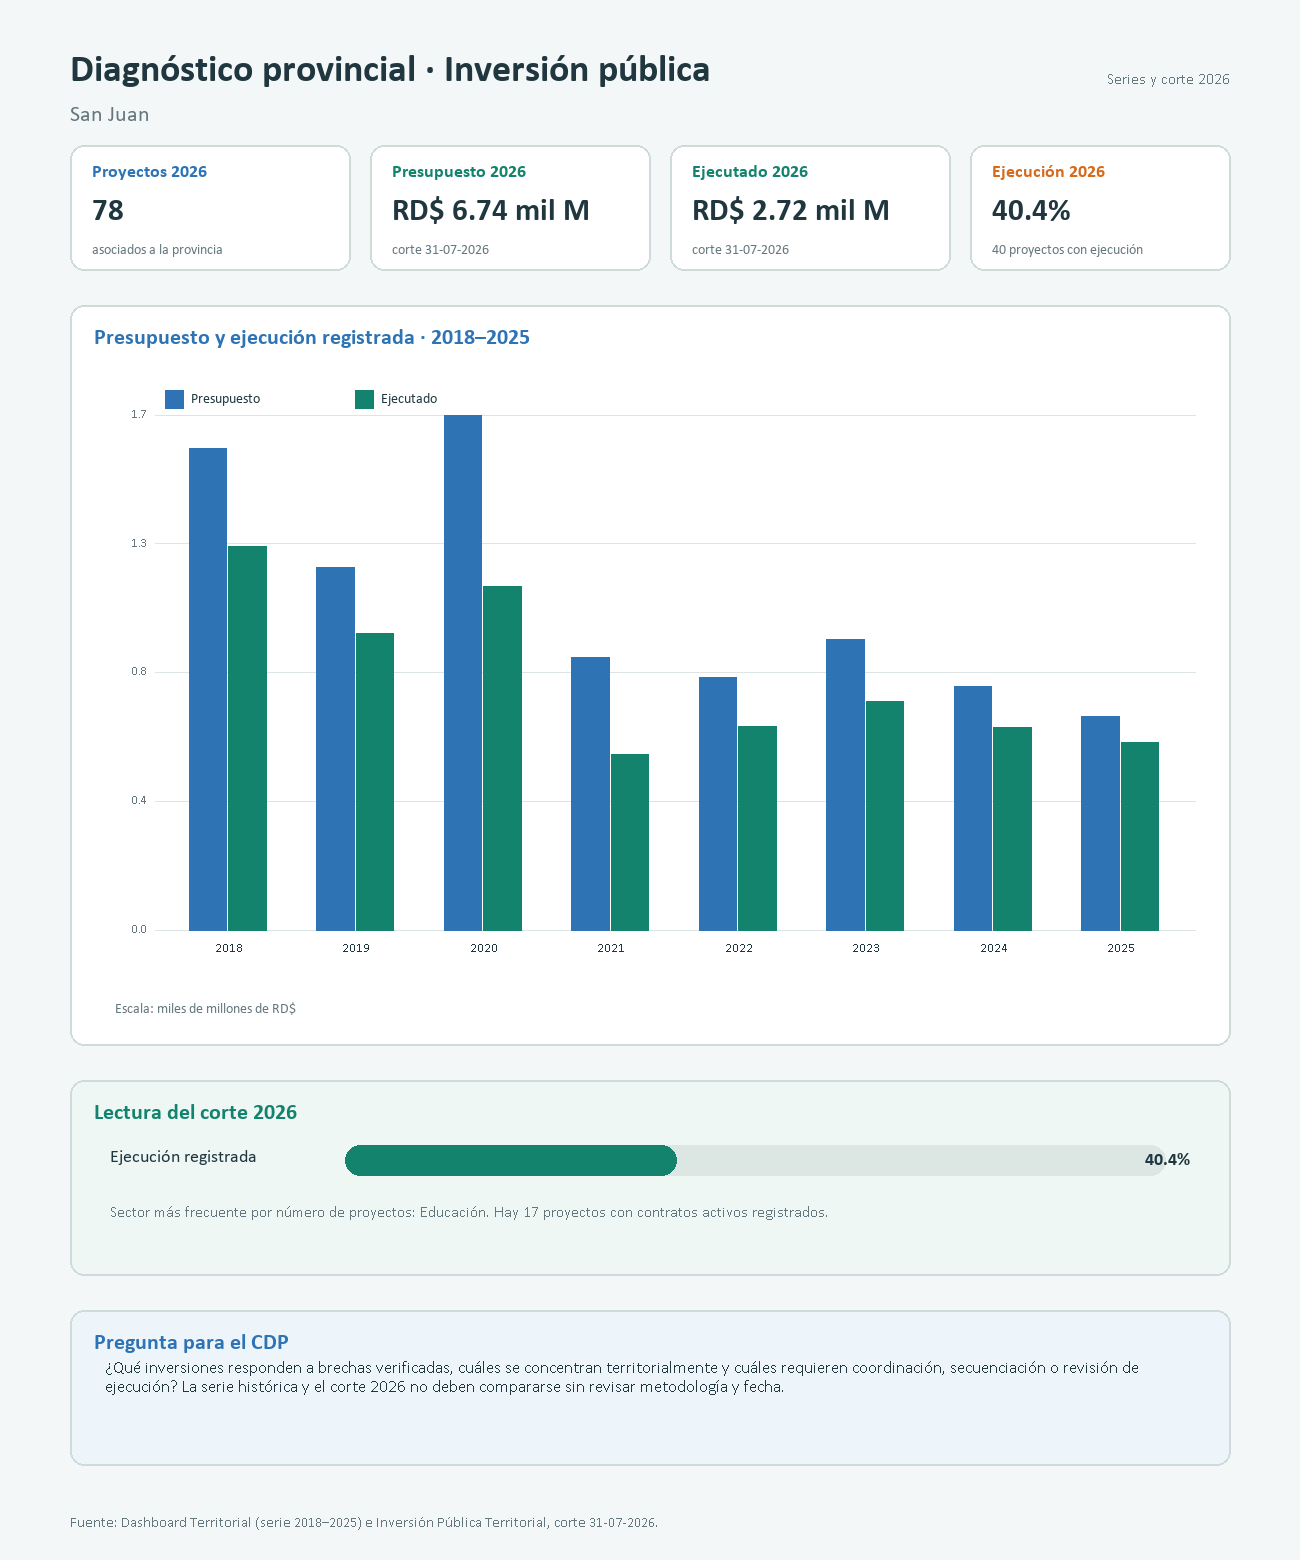 Diagnóstico provincial · Inversión pública
Series y corte 2026
San Juan
Proyectos 2026
78
asociados a la provincia
Presupuesto 2026
RD$ 6.74 mil M
corte 31-07-2026
Ejecutado 2026
RD$ 2.72 mil M
corte 31-07-2026
Ejecución 2026
40.4%
40 proyectos con ejecución
Presupuesto y ejecución registrada · 2018–2025
Presupuesto
Ejecutado
1.7
1.3
0.8
0.4
0.0
2018
2019
2020
2021
2022
2023
2024
2025
Escala: miles de millones de RD$
Lectura del corte 2026
Ejecución registrada
40.4%
Sector más frecuente por número de proyectos: Educación. Hay 17 proyectos con contratos activos registrados.
Pregunta para el CDP
¿Qué inversiones responden a brechas verificadas, cuáles se concentran territorialmente y cuáles requieren coordinación, secuenciación o revisión de
ejecución? La serie histórica y el corte 2026 no deben compararse sin revisar metodología y fecha.
Fuente: Dashboard Territorial (serie 2018–2025) e Inversión Pública Territorial, corte 31-07-2026.